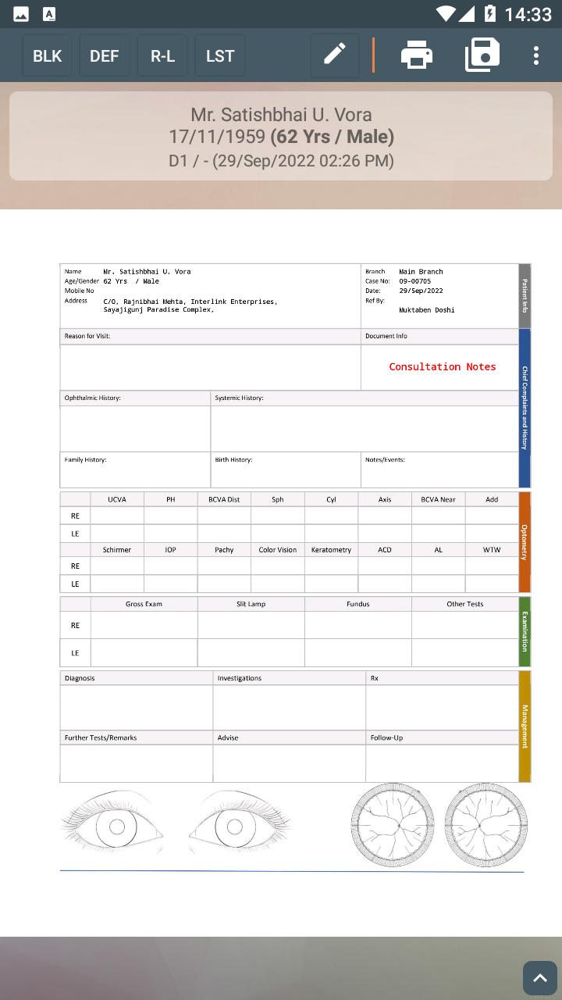 14:33
BLK DEF R-L LST
Mr. Satishbhai U. Vora
17/11/1959 (62 Yrs / Male)
D1 / - (29/Sep/2022 02:26 PM)
Name Mr. Satishbhai U. Vora
Age/Gender 62 Yrs / Male
Mobile No
Address C/O, Rajnibhai Mehta, Interlink Enterprises,
Sayajigunj Paradise Complex,
Branch Main Branch
Case No: 09-00705
Date: 29/Sep/2022
Ref By:
Muktaben Doshi
Patient Info
Reason for Visit: Document Info
Consultation Notes
Chief Complaints and History
Ophthalmic History: Systemic History:
Family History: Birth History: Notes/Events:
UCVA PH BCVA Dist Sph Cyl Axis BCVA Near Add
RE
LE
Optometry
Schirmer IOP Pachy Color Vision Keratometry ACD AL WTW
RE
LE
Gross Exam Slit Lamp Fundus Other Tests
RE
LE
Examination
Diagnosis Investigations Rx
Management
Further Tests/Remarks Advise Follow-Up